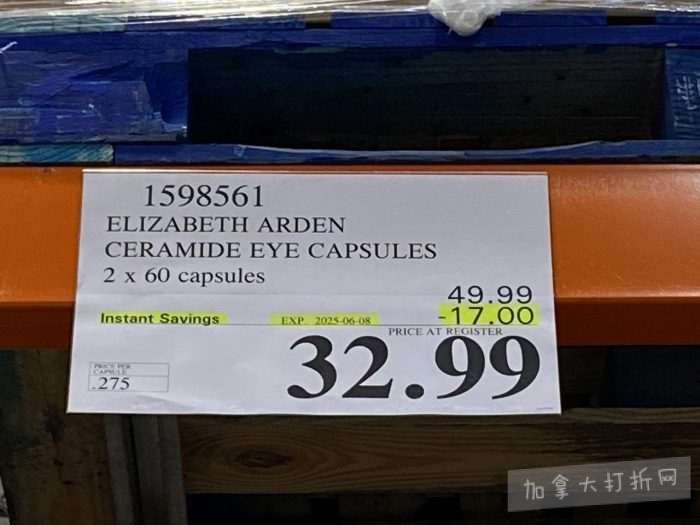 1598561
ELIZABETH ARDEN
CERAMIDE EYE CAPSULES
2 x 60 capsules
49.99
Instant Savings EXP 2025-06-08 -17.00
PRICE AT REGISTER
32.99
PRICE PER
CAPSULE
.275
加拿大打折网